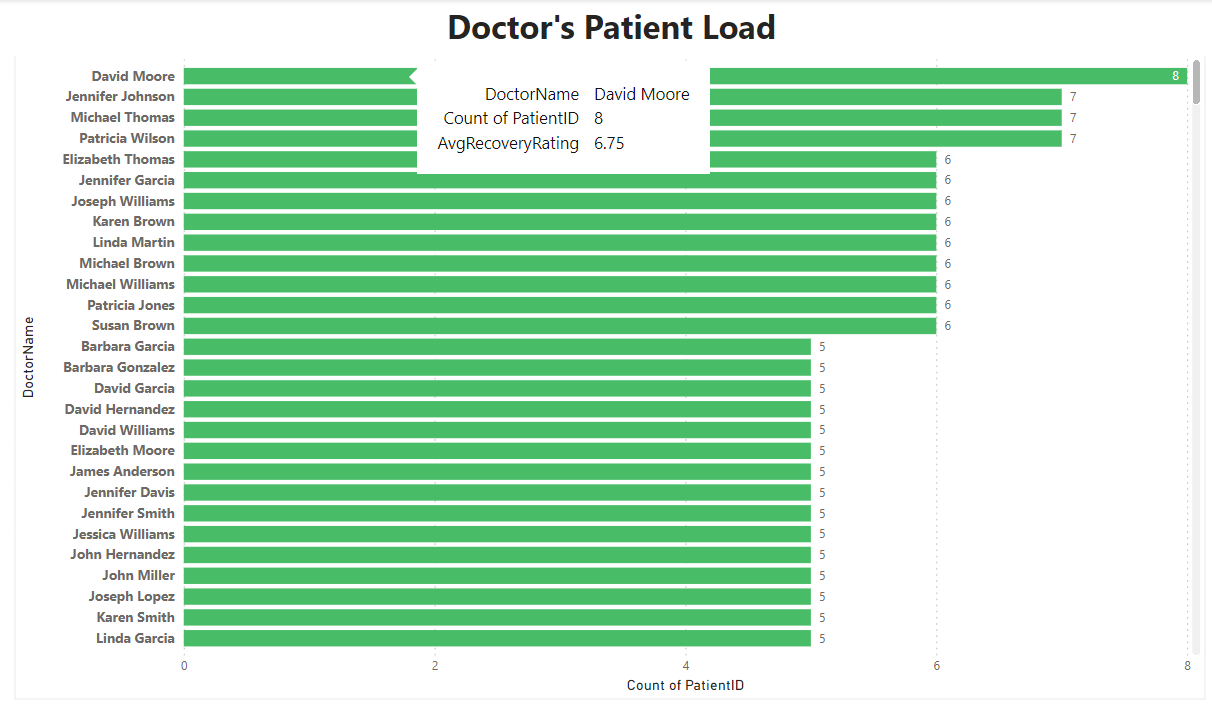 Doctor's Patient Load
DavidMoore 8
DoctorName David Moore
Count of PatientID 8
AvgRecoveryRating 6.75
Jennifer Johnson 7
Michael Thomas 7
Patricia Wilson 7
Elizabeth Thomas 6
Jennifer Garcia 6
Joseph Williams 6
Karen Brown 6
Linda Martin 6
Michael Brown 6
Michael Williams 6
Patricia Jones 6
Susan Brown 6
Barbara Garcia 5
Barbara Gonzalez 5
David Garcia 5
David Hernandez 5
David Williams 5
Elizabeth Moore 5
James Anderson 5
Jennifer Davis 5
Jennifer Smith 5
Jessica Williams 5
John Hernandez 5
John Miller 5
Joseph Lopez 5
Karen Smith 5
Linda Garcia 5
DoctorName
0 2 4 6 8
Count of PatientID